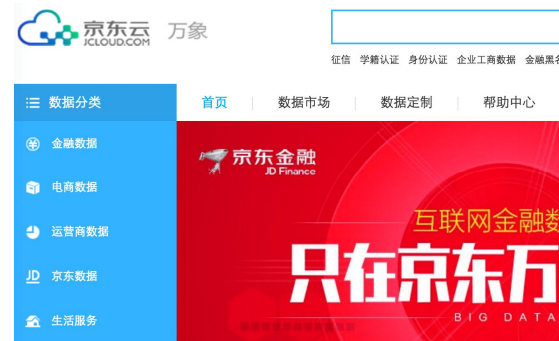 京东云 万象
JCLOUD.COM
征信 学籍认证 身份认证 企业工商数据 金融黑名
数据分类
首页 数据市场 数据定制 帮助中心
金融数据
电商数据
运营商数据
JD 京东数据
生活服务
京东金融
JD Finance
互联网金融数
只在京东万
BIG DATA